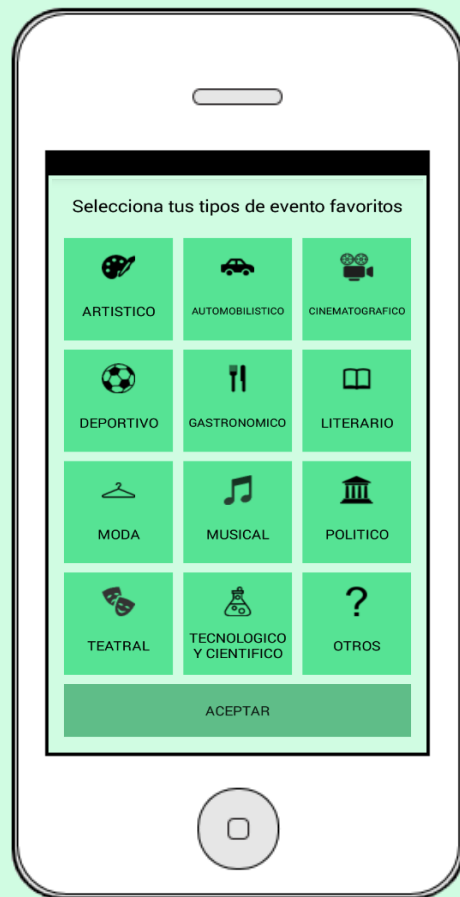 Selecciona tus tipos de evento favoritos
ARTISTICO
AUTOMOBILISTICO
CINEMATOGRAFICO
DEPORTIVO
GASTRONOMICO
LITERARIO
MODA
MUSICAL
POLITICO
TEATRAL
TECNOLOGICO
Y CIENTIFICO
?
OTROS
ACEPTAR